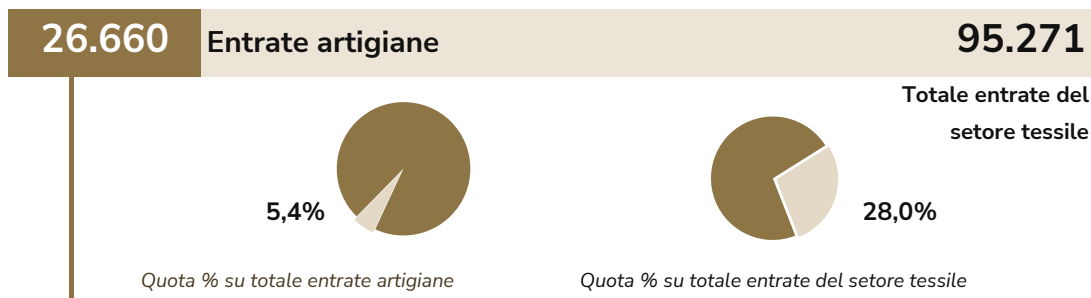 26.660 Entrate artigiane 95.271
Totale entrate del
setore tessile
5,4%
28,0%
Quota % su totale entrate artigiane
Quota % su totale entrate del setore tessile